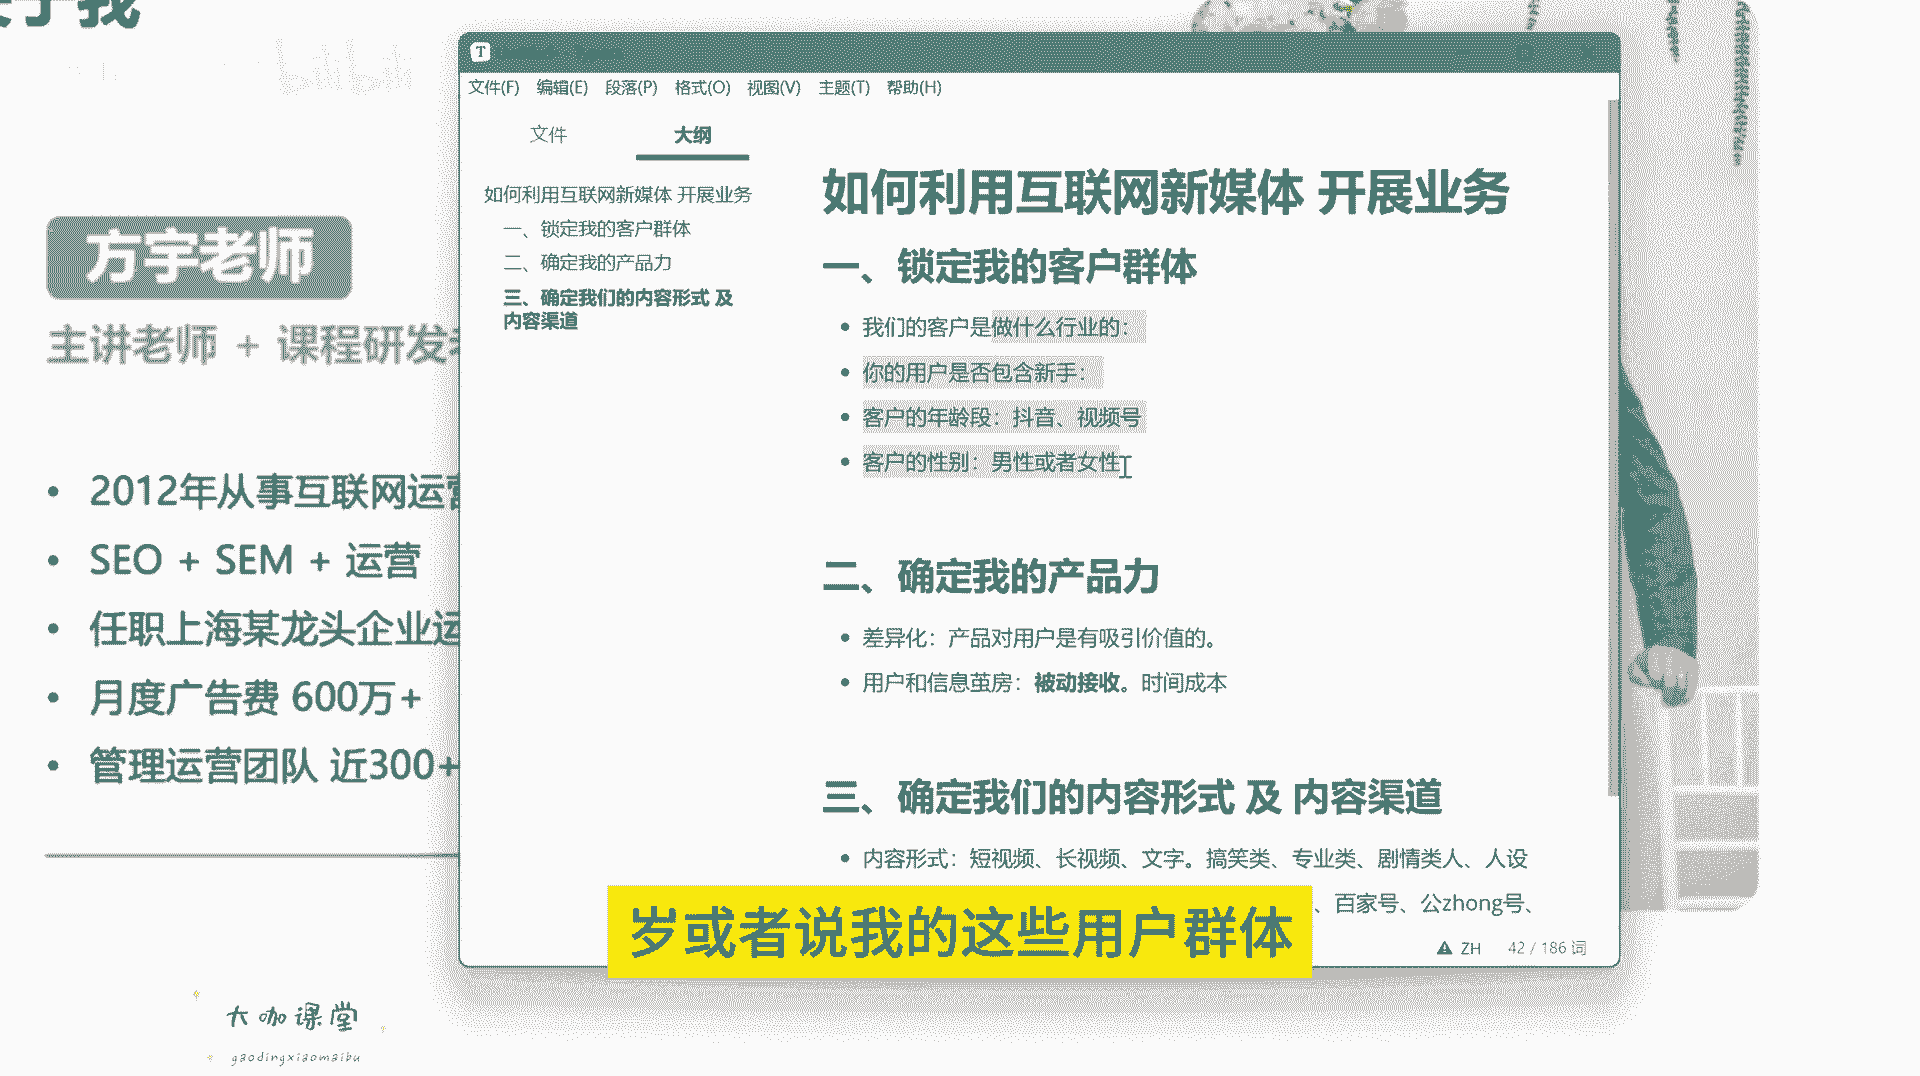 bilibili
方宇老师
主讲老师 + 课程研发
2012年从事互联网运营
SEO + SEM + 运营
任职上海某龙头企业运
月度广告费 600万+
管理运营团队 近300+
大咖课堂
gaodingxiaomaibu
T
文件(F) 编辑(E) 段落(P) 格式(O) 视图(V) 主题(T) 帮助(H)
文件 大纲
如何利用互联网新媒体 开展业务
一、锁定我的客户群体
二、确定我的产品力
三、确定我们的内容形式 及
内容渠道
如何利用互联网新媒体 开展业务
一、锁定我的客户群体
我们的客户是做什么行业的：
你的用户是否包含新手：
客户的年龄段：抖音、视频号
客户的性别：男性或者女性
二、确定我的产品力
差异化：产品对用户是有吸引价值的。
用户和信息茧房：被动接收。时间成本
三、确定我们的内容形式 及 内容渠道
内容形式：短视频、长视频、文字。搞笑类、专业类、剧情类人、人设
、百家号、公zhong号、
ZH 42 / 186 词
岁或者说我的这些用户群体